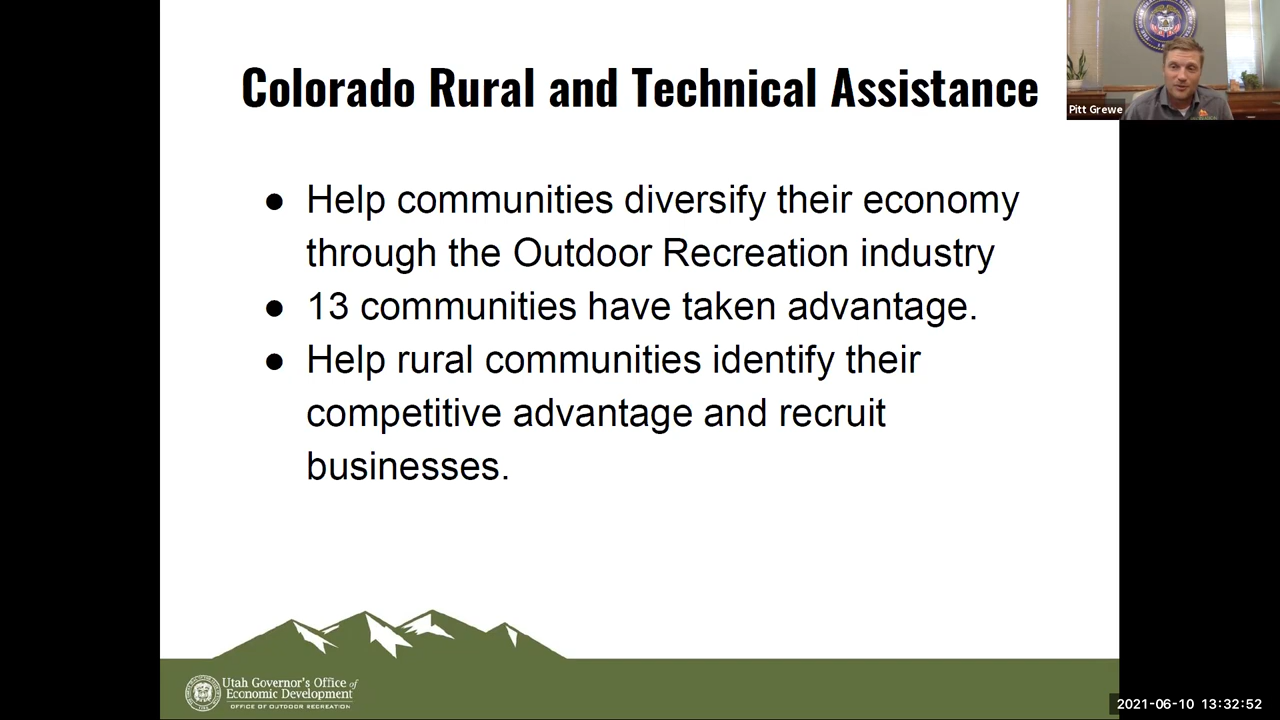 Colorado Rural and Technical Assistance
Pitt Grewe
● Help communities diversify their economy
through the Outdoor Recreation industry
● 13 communities have taken advantage.
● Help rural communities identify their
competitive advantage and recruit
businesses.
Utah Governor's Office of
Economic Development
OFFICE OF OUTDOOR RECREATION
2021-06-10 13:32:52